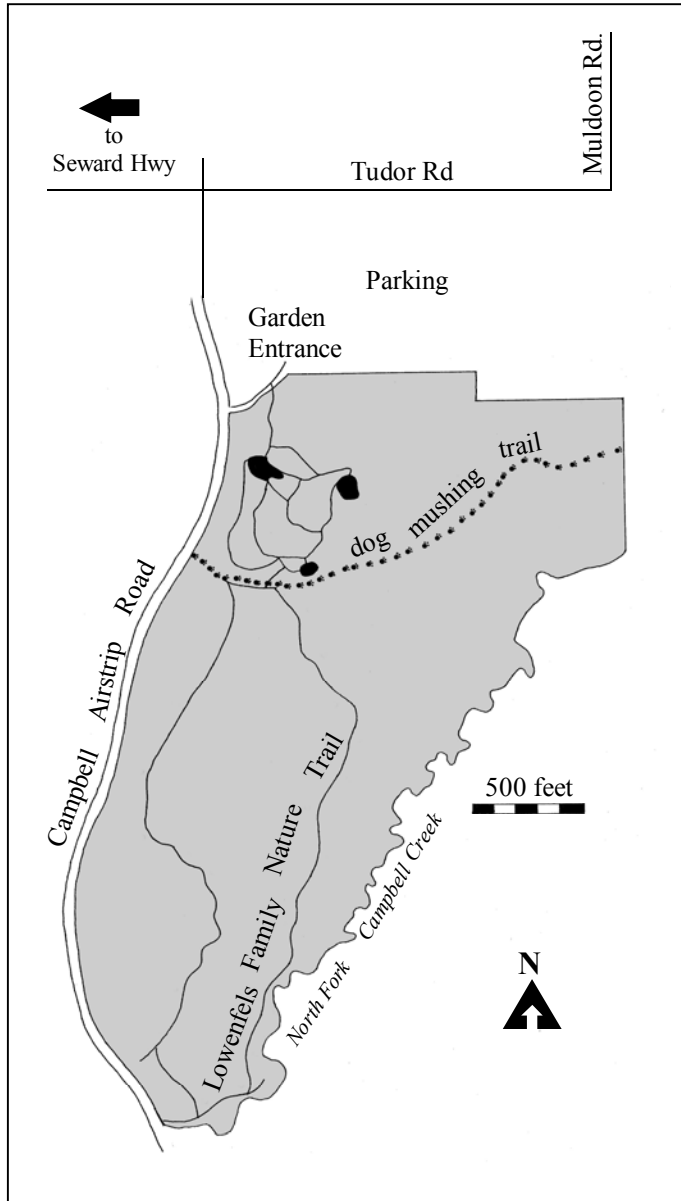 Muldoon Rd.
to
Seward Hwy
Tudor Rd
Parking
Garden
Entrance
dog mushing trail
Campbell Airstrip Road
500 feet
Lowenfels Family Nature Trail
North Fork Campbell Creek
N